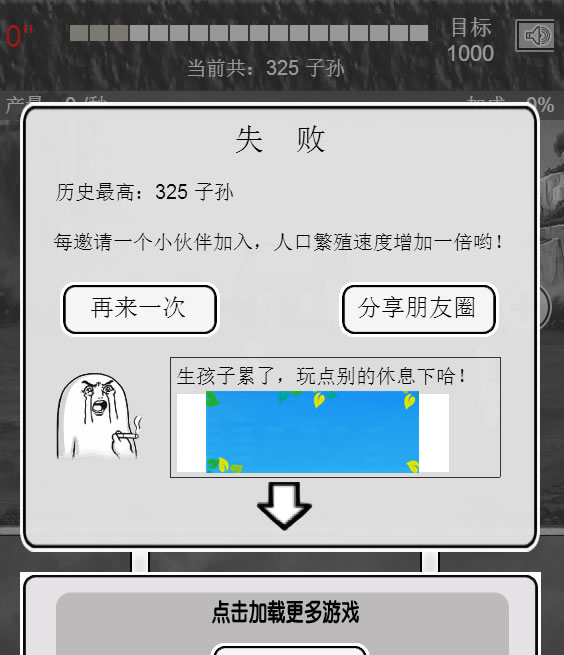 0"
目标
1000
当前共：325 子孙
产量 0/秒
加成 0%
失 败
历史最高：325 子孙
每邀请一个小伙伴加入，人口繁殖速度增加一倍哟！
再来一次
分享朋友圈
生孩子累了，玩点别的休息下哈！
点击加载更多游戏